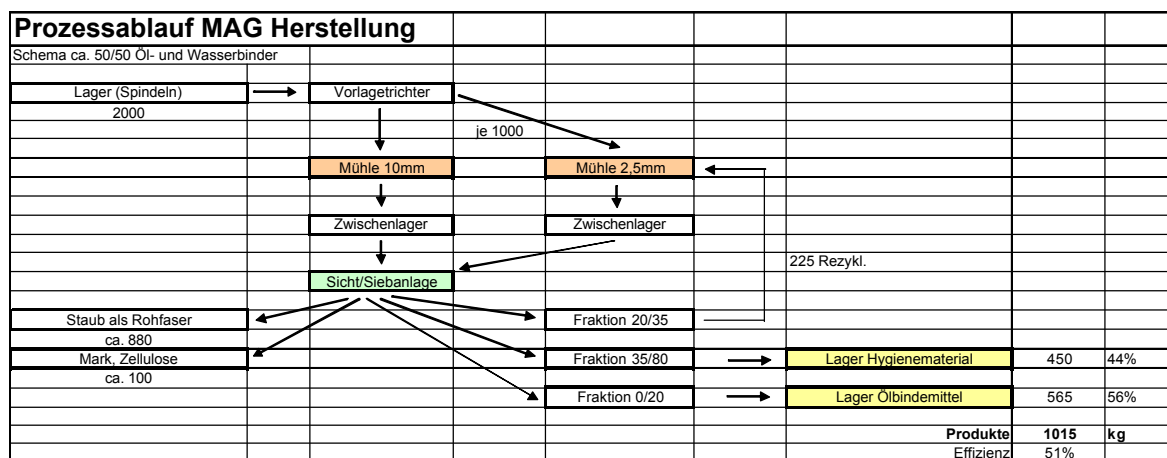 Prozessablauf MAG Herstellung
Schema ca. 50/50 Öl- und Wasserbinder
Lager (Spindeln) Vorlagetrichter
2000
je 1000
Mühle 10mm Mühle 2,5mm
Zwischenlager Zwischenlager
225 Rezykl.
Sicht/Siebanlage
Staub als Rohfaser Fraktion 20/35
ca. 880
Mark, Zellulose Fraktion 35/80 Lager Hygienematerial 450 44%
ca. 100
Fraktion 0/20 Lager Ölbindemittel 565 56%
Produkte 1015 kg
Effizienz 51%